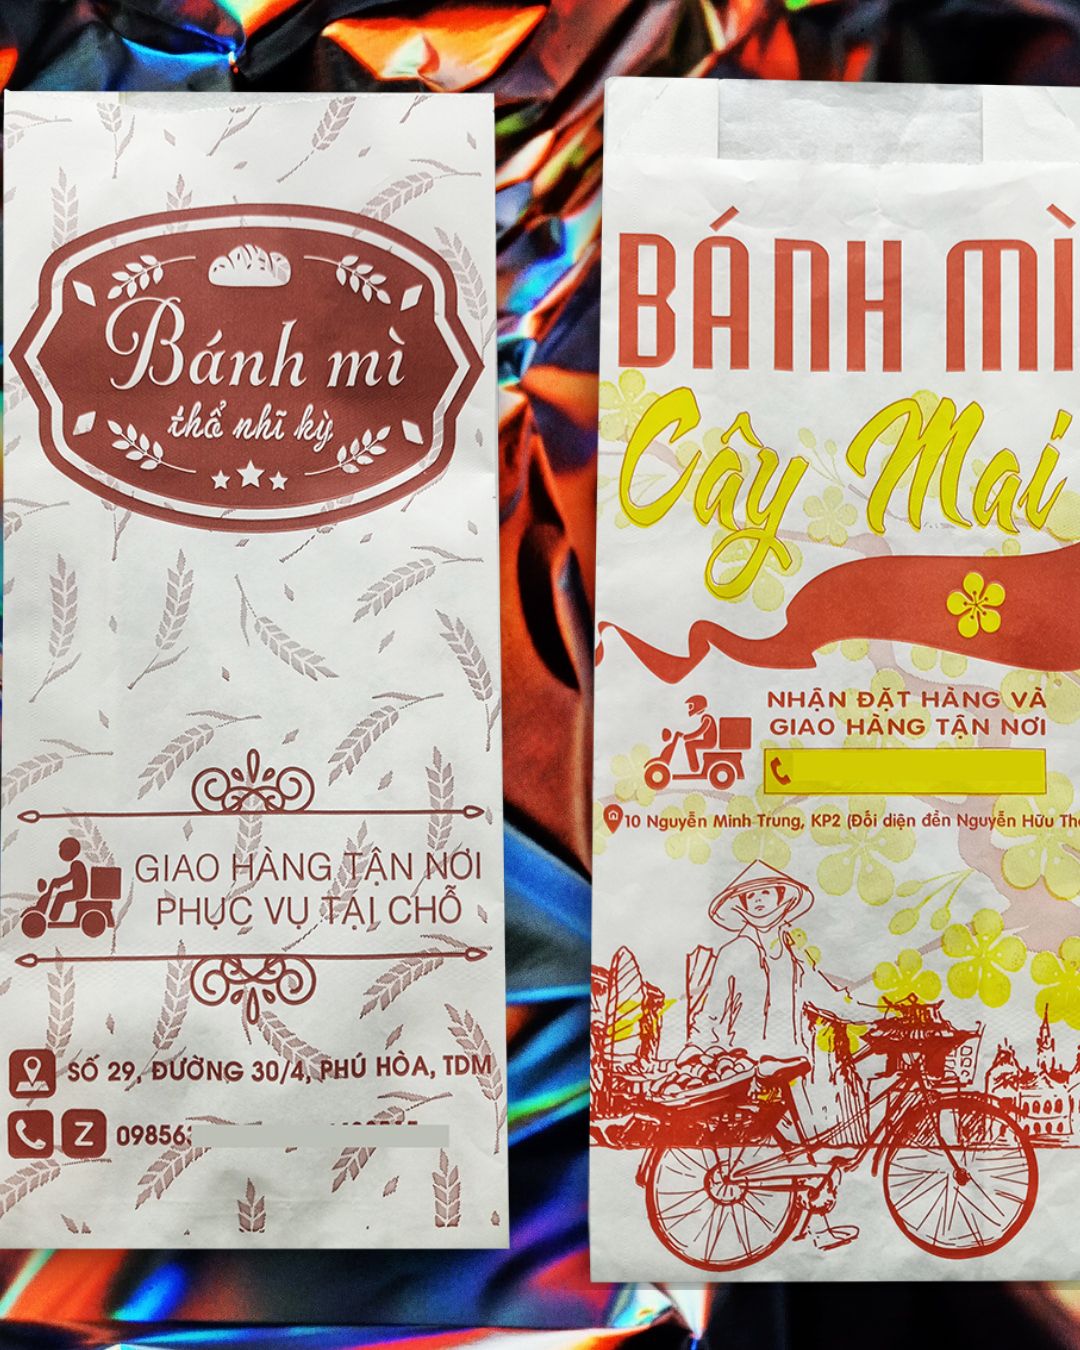 Bánh mì
thổ nhĩ kỳ
GIAO HÀNG TẬN NƠI
PHỤC VỤ TẠI CHỖ
SỐ 29, ĐƯỜNG 30/4, PHÚ HÒA, TDM
Z
BÁNH MÌ
Cây Mai
NHẬN ĐẶT HÀNG VÀ
GIAO HÀNG TẬN NƠI
10 Nguyễn Minh Trung, KP2 (Đối diện đền Nguyễn Hữu